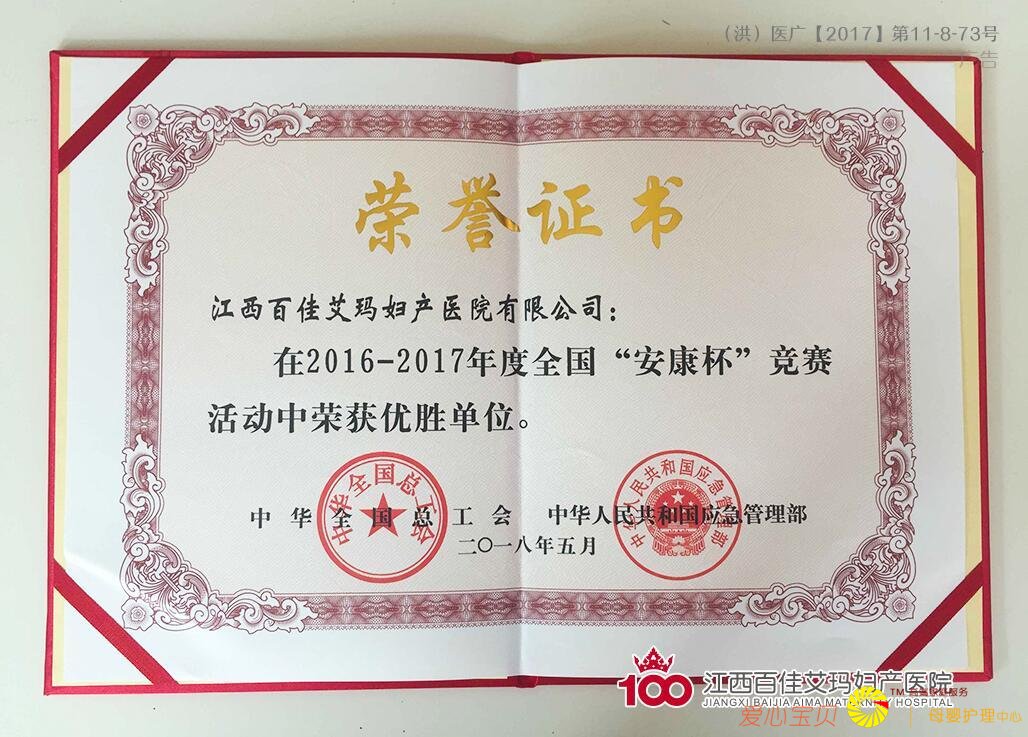 （洪）医广【2017】第11-8-73号
广告
荣誉证书
江西百佳艾玛妇产医院有限公司：
在2016-2017年度全国“安康杯”竞赛
活动中荣获优胜单位。
中华全国总工会
中华人民共和国应急管理部
中华全国总工会 中华人民共和国应急管理部
二〇一八年五月
100 江西百佳艾玛妇产医院
JIANGXI BAIJIA AIMA MATERNITY HOSPITAL
TM
爱心宝贝 母婴护理中心